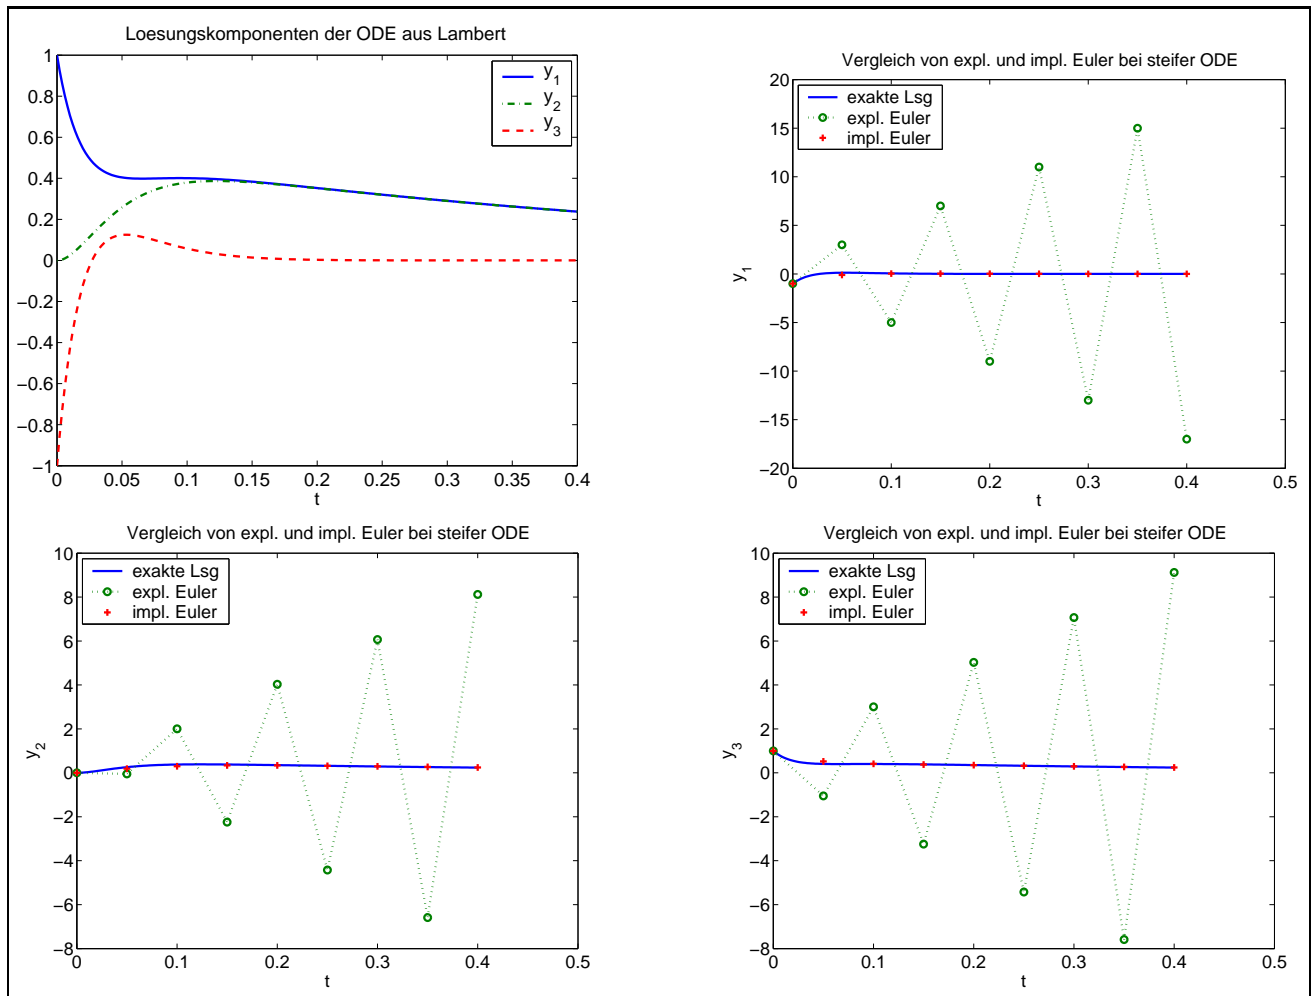 Loesungskomponenten der ODE aus Lambert
1
0.8
0.6
0.4
0.2
0
−0.2
−0.4
−0.6
−0.8
−1
y1
y2
y3
0 0.05 0.1 0.15 0.2 0.25 0.3 0.35 0.4
t
Vergleich von expl. und impl. Euler bei steifer ODE
20
15
10
5
0
−5
−10
−15
−20
y1
exakte Lsg
expl. Euler
impl. Euler
0 0.1 0.2 0.3 0.4 0.5
t
Vergleich von expl. und impl. Euler bei steifer ODE
10
8
6
4
2
0
−2
−4
−6
−8
y2
exakte Lsg
expl. Euler
impl. Euler
0 0.1 0.2 0.3 0.4 0.5
t
Vergleich von expl. und impl. Euler bei steifer ODE
10
8
6
4
2
0
−2
−4
−6
−8
y3
exakte Lsg
expl. Euler
impl. Euler
0 0.1 0.2 0.3 0.4 0.5
t